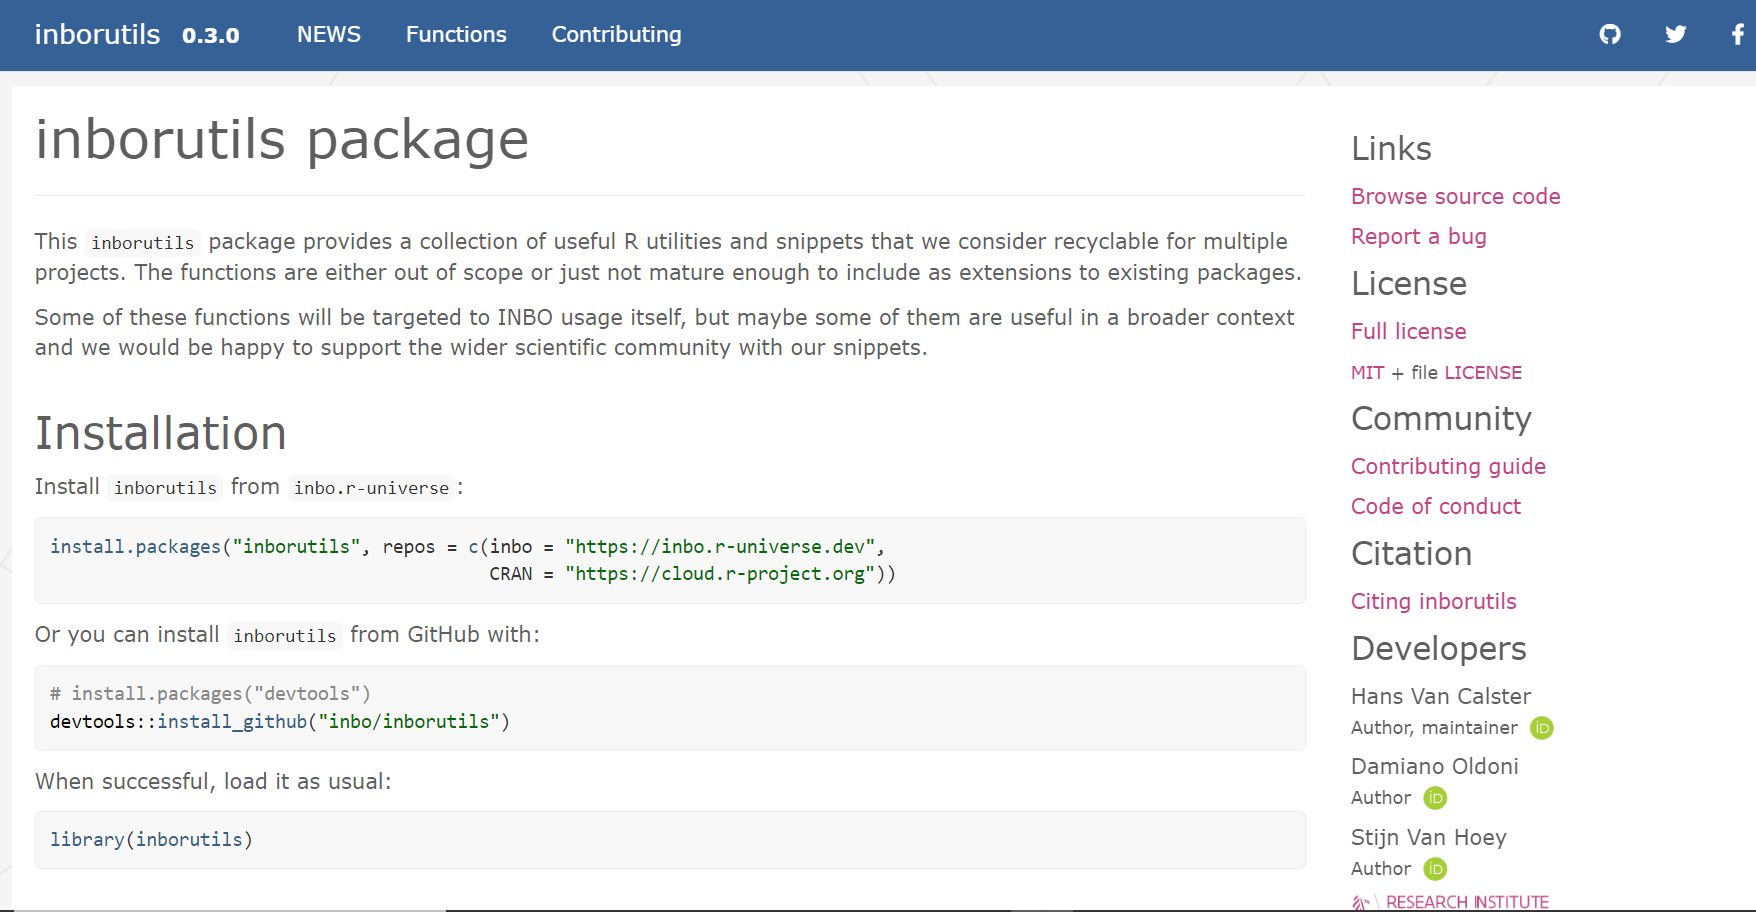 inborutils 0.3.0 NEWS Functions Contributing
inborutils package
This inborutils package provides a collection of useful R utilities and snippets that we consider recyclable for multiple
projects. The functions are either out of scope or just not mature enough to include as extensions to existing packages.
Some of these functions will be targeted to INBO usage itself, but maybe some of them are useful in a broader context
and we would be happy to support the wider scientific community with our snippets.
Installation
Install inborutils from inbo.r-universe:
install.packages("inborutils", repos = c(inbo = "https://inbo.r-universe.dev",
CRAN = "https://cloud.r-project.org"))
Or you can install inborutils from GitHub with:
# install.packages("devtools")
devtools::install_github("inbo/inborutils")
When successful, load it as usual:
library(inborutils)
Links
Browse source code
Report a bug
License
Full license
MIT + file LICENSE
Community
Contributing guide
Code of conduct
Citation
Citing inborutils
Developers
Hans Van Calster
Author, maintainer iD
Damiano Oldoni
Author iD
Stijn Van Hoey
Author iD
RESEARCH INSTITUTE